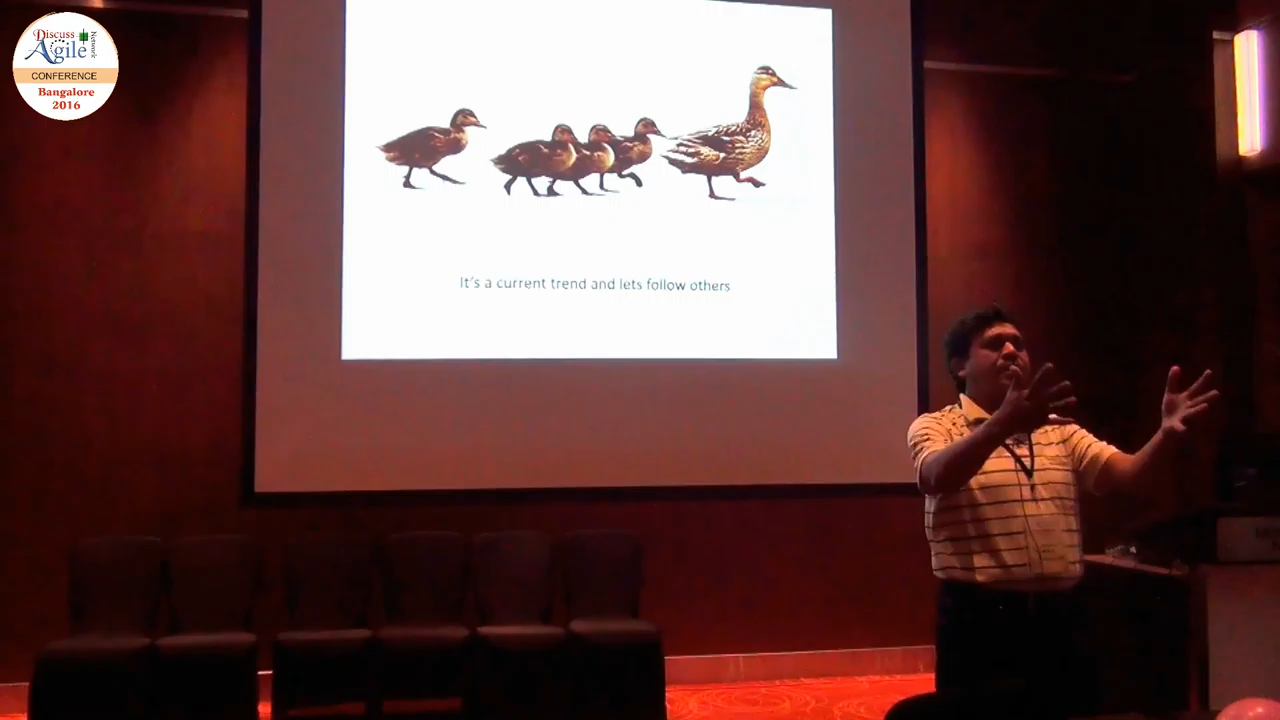 Discuss
Agile
Network
CONFERENCE
Bangalore
2016
It's a current trend and lets follow others